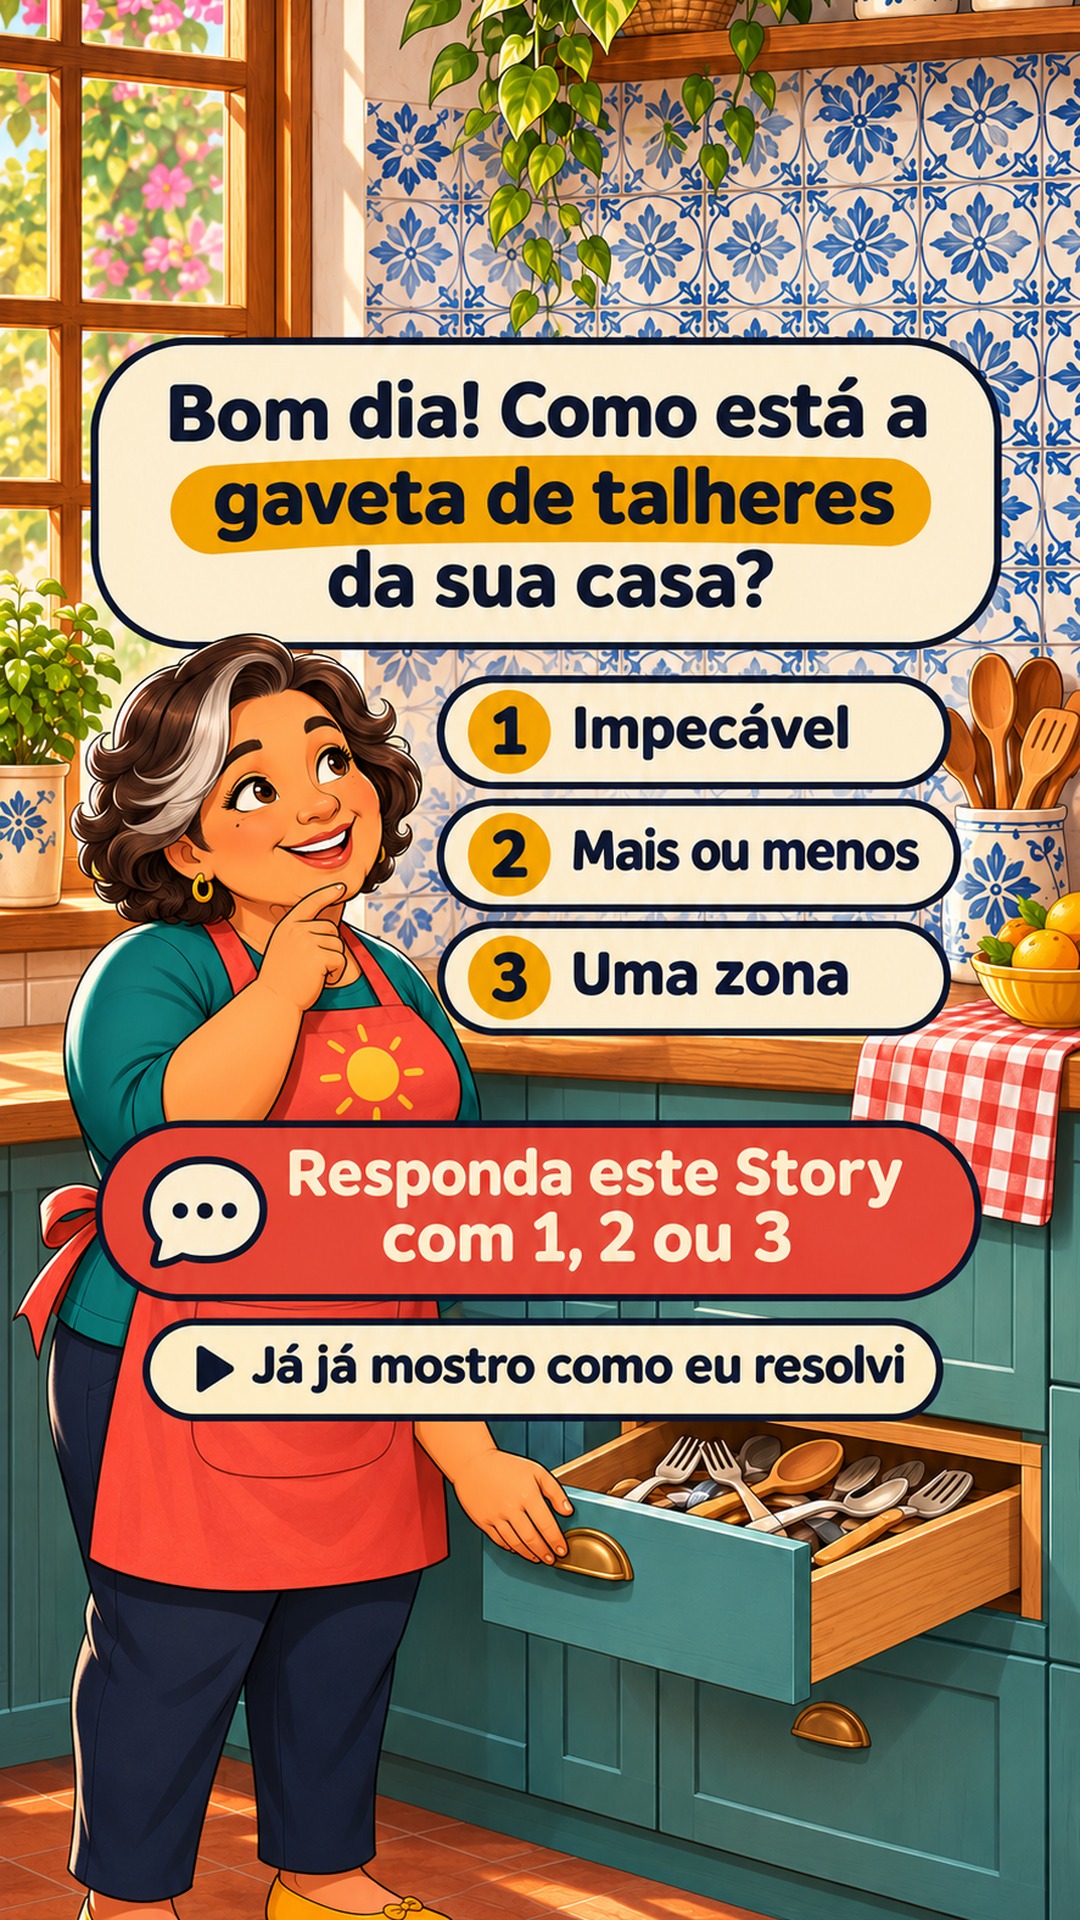 Bom dia! Como está a
gaveta de talheres
da sua casa?
1 Impecável
2 Mais ou menos
3 Uma zona
Responda este Story
com 1, 2 ou 3
Já já mostro como eu resolvi